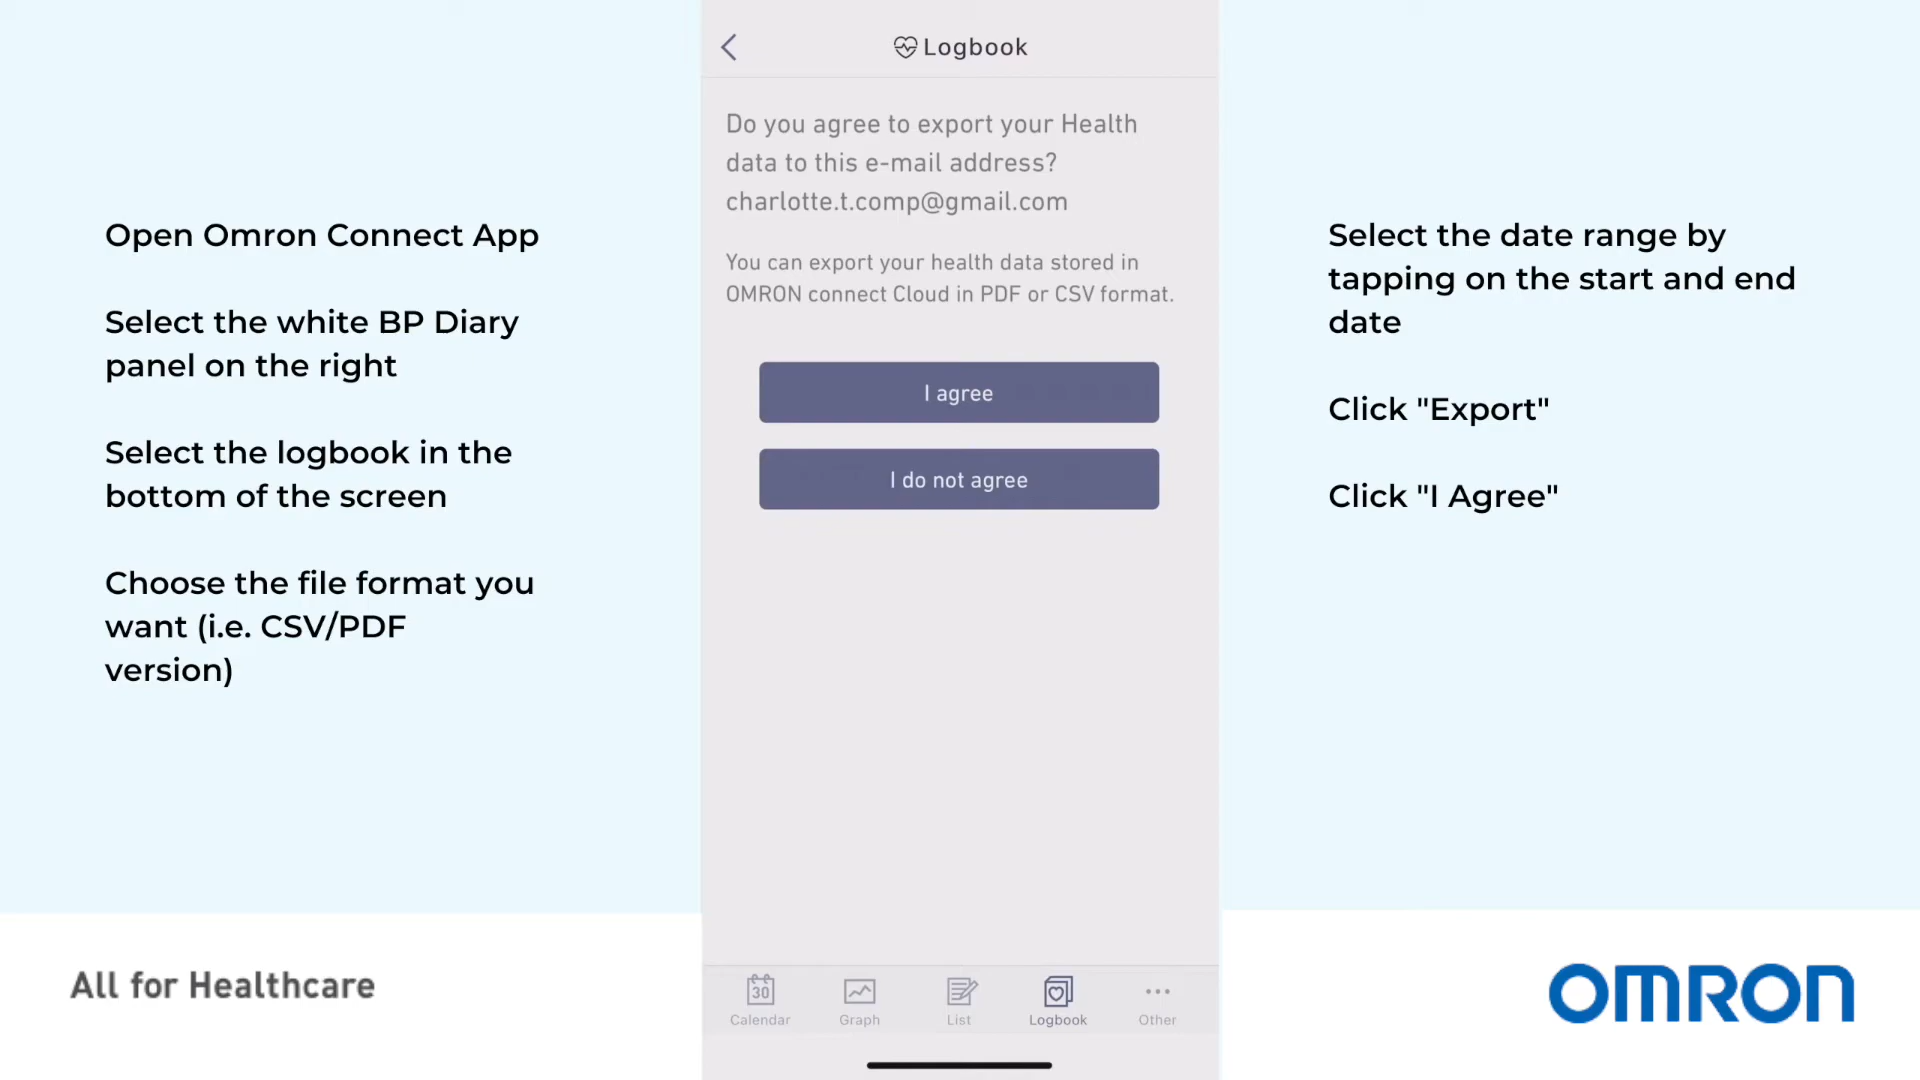 Open Omron Connect App
Select the white BP Diary
panel on the right
Select the logbook in the
bottom of the screen
Choose the file format you
want (i.e. CSV/PDF
version)
Logbook
Do you agree to export your Health
data to this e-mail address?
charlotte.t.comp@gmail.com
You can export your health data stored in
OMRON connect Cloud in PDF or CSV format.
I agree
I do not agree
30
Calendar
Graph
List
Logbook
Other
Select the date range by
tapping on the start and end
date
Click "Export"
Click "I Agree"
All for Healthcare
OMRON